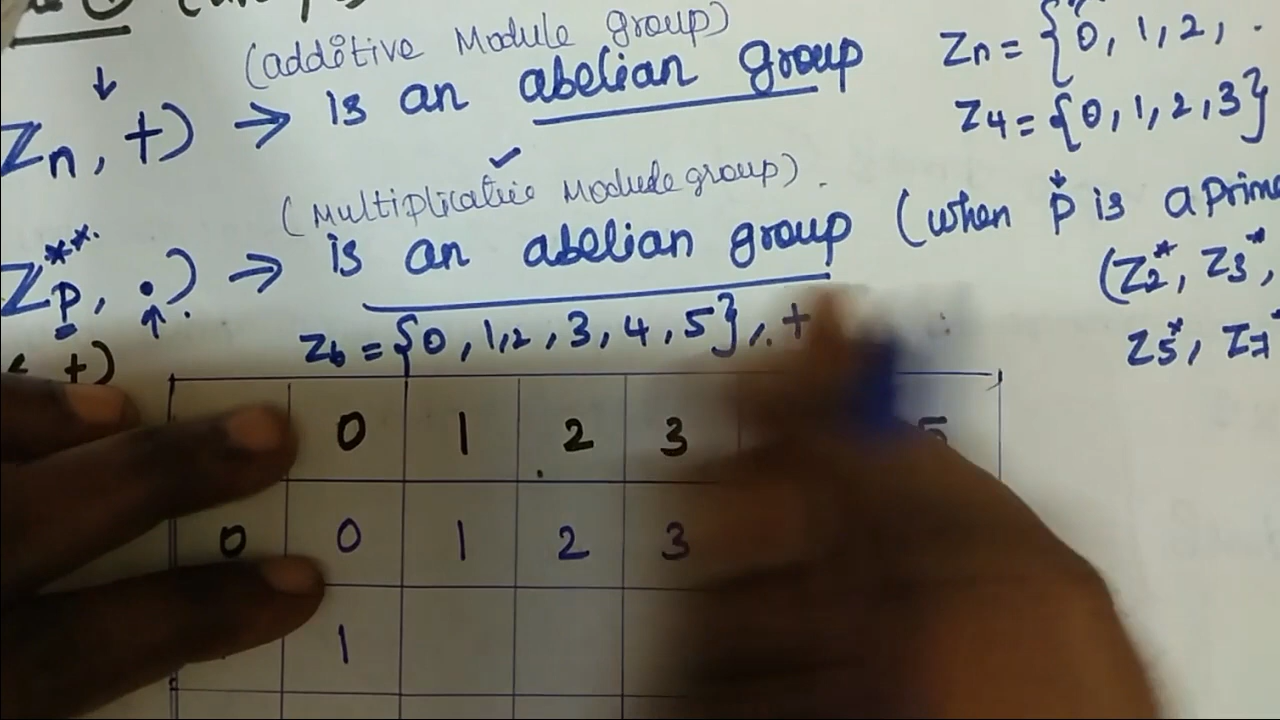 (additive Module group)
Zn, +) → is an abelian group
Zn = {0, 1, 2, .
Z4 = {0, 1, 2, 3}
(Multiplicative Module group).
Zp**, .) → is an abelian group (when p is a prime
(Z2*, Z3*,
Z5*, Z7*
Z6 = {0, 1, 2, 3, 4, 5}, +
+)
0 1 2 3 5
0 0 1 2 3
1